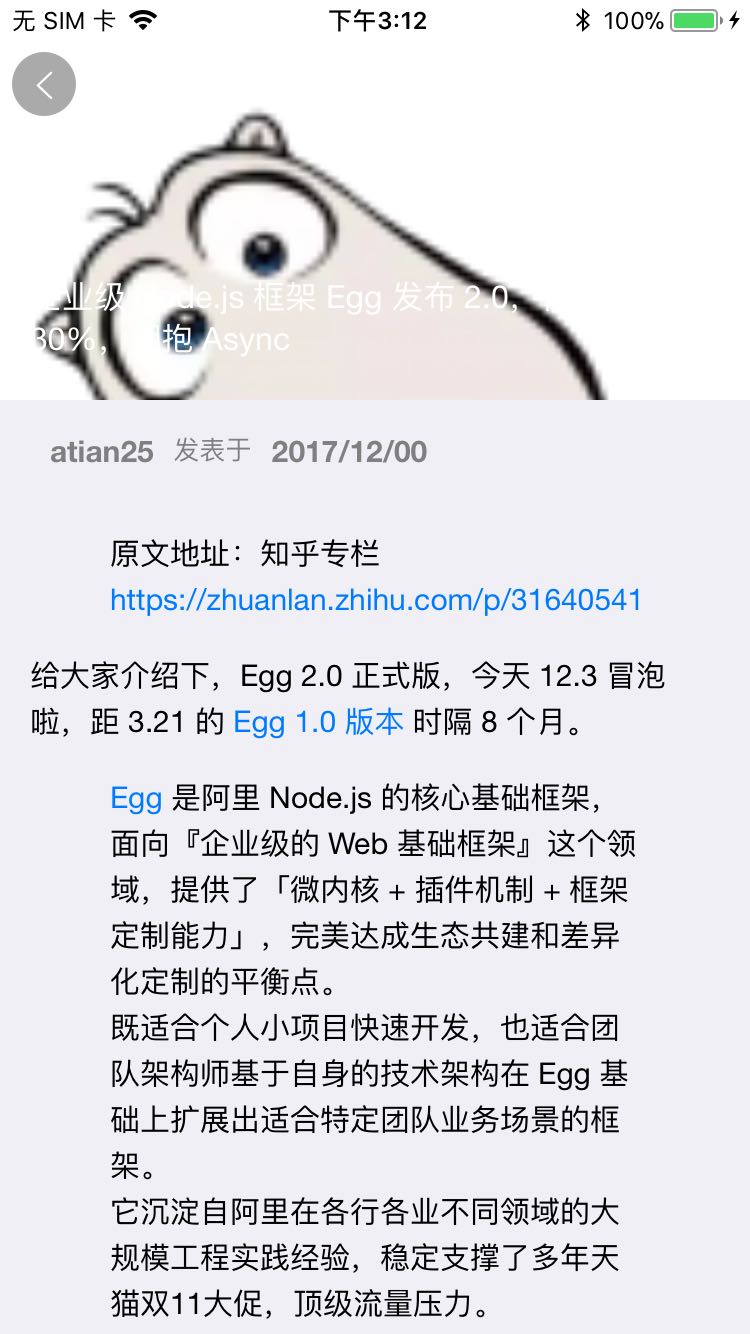 无 SIM 卡
下午3:12
100%
企业级 Node.js 框架 Egg 发布 2.0,
30%, 拥抱 Async
atian25 发表于 2017/12/00
原文地址：知乎专栏
https://zhuanlan.zhihu.com/p/31640541
给大家介绍下，Egg 2.0 正式版，今天 12.3 冒泡
啦，距 3.21 的 Egg 1.0 版本 时隔 8 个月。
Egg 是阿里 Node.js 的核心基础框架，
面向『企业级的 Web 基础框架』这个领
域，提供了「微内核 + 插件机制 + 框架
定制能力」，完美达成生态共建和差异
化定制的平衡点。
既适合个人小项目快速开发，也适合团
队架构师基于自身的技术架构在 Egg 基
础上扩展出适合特定团队业务场景的框
架。
它沉淀自阿里在各行各业不同领域的大
规模工程实践经验，稳定支撑了多年天
猫双11大促，顶级流量压力。